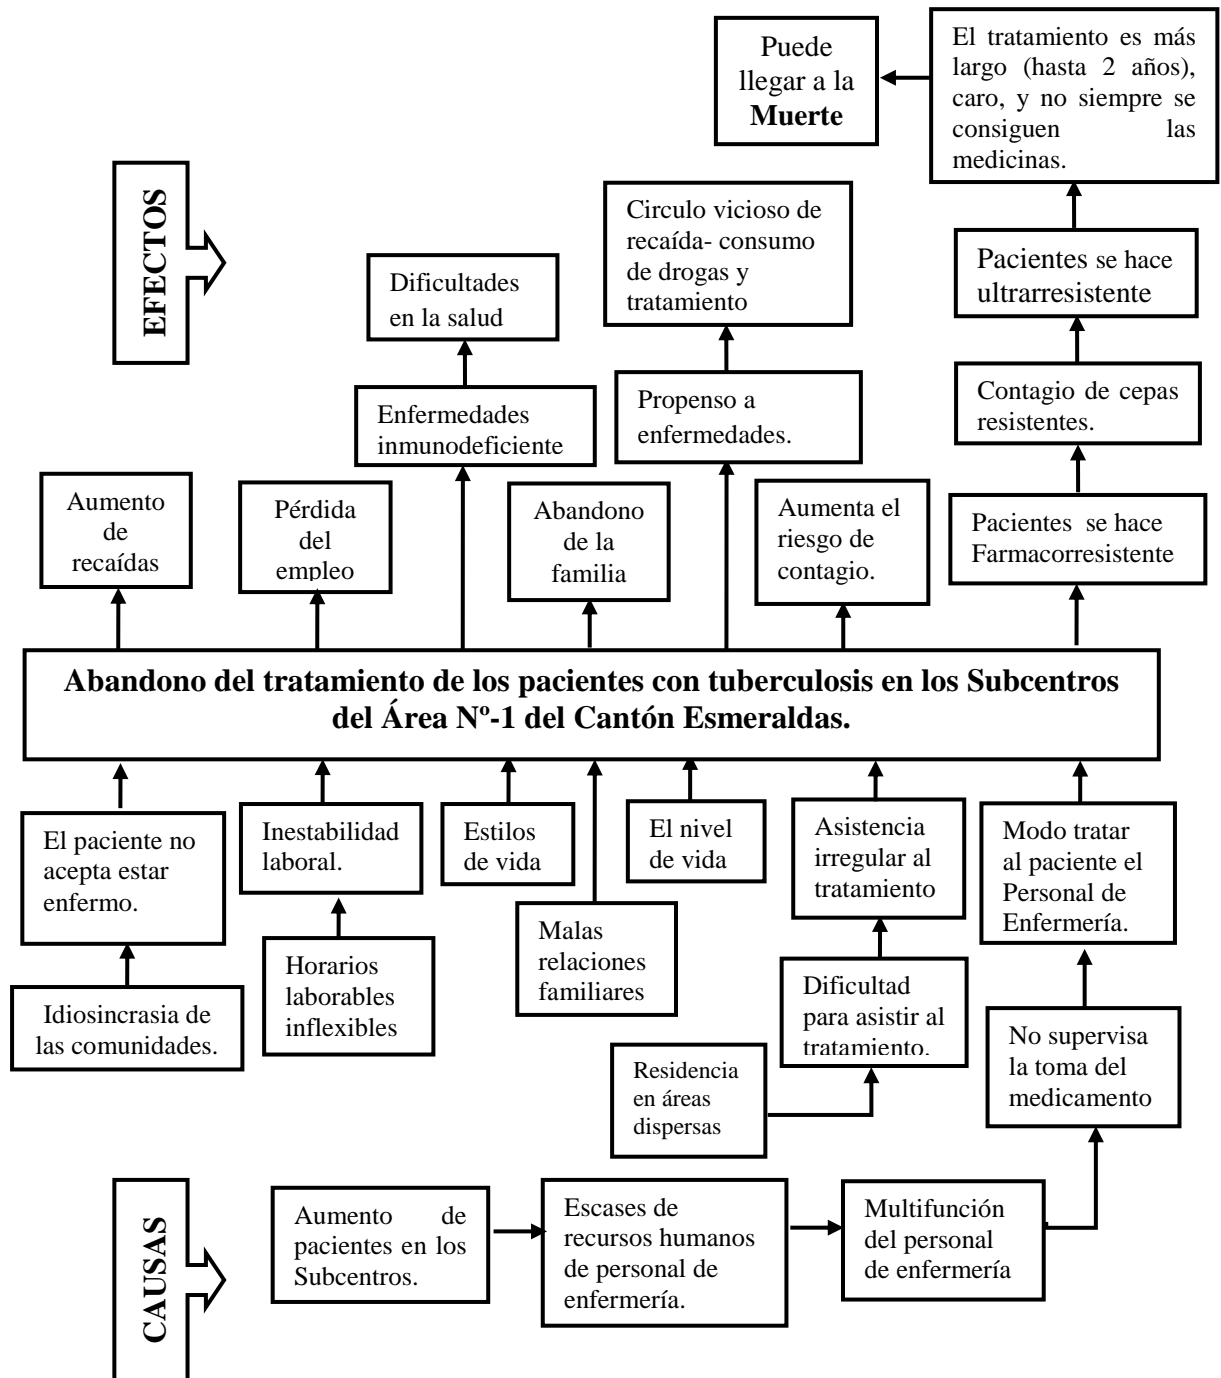 Puede
llegar a la
Muerte
El tratamiento es más
largo (hasta 2 años),
caro, y no siempre se
consiguen las
medicinas.
EFECTOS
Circulo vicioso de
recaída- consumo
de drogas y
tratamiento
Pacientes se hace
ultrarresistente
Dificultades
en la salud
Contagio de cepas
resistentes.
Propenso a
enfermedades.
Enfermedades
inmunodeficiente
Aumento
de
recaídas
Pérdida
del
empleo
Abandono
de la
familia
Aumenta el
riesgo de
contagio.
Pacientes se hace
Farmacorresistente
Abandono del tratamiento de los pacientes con tuberculosis en los Subcentros
del Área Nº-1 del Cantón Esmeraldas.
El paciente no
acepta estar
enfermo.
Inestabilidad
laboral.
Estilos
de vida
El nivel
de vida
Asistencia
irregular al
tratamiento
Modo tratar
al paciente el
Personal de
Enfermería.
Malas
relaciones
familiares
Horarios
laborables
inflexibles
Idiosincrasia de
las comunidades.
Dificultad
para asistir al
tratamiento.
No supervisa
la toma del
medicamento
Residencia
en áreas
dispersas
CAUSAS
Aumento de
pacientes en los
Subcentros.
Escases de
recursos humanos
de personal de
enfermería.
Multifunción
del personal
de enfermería